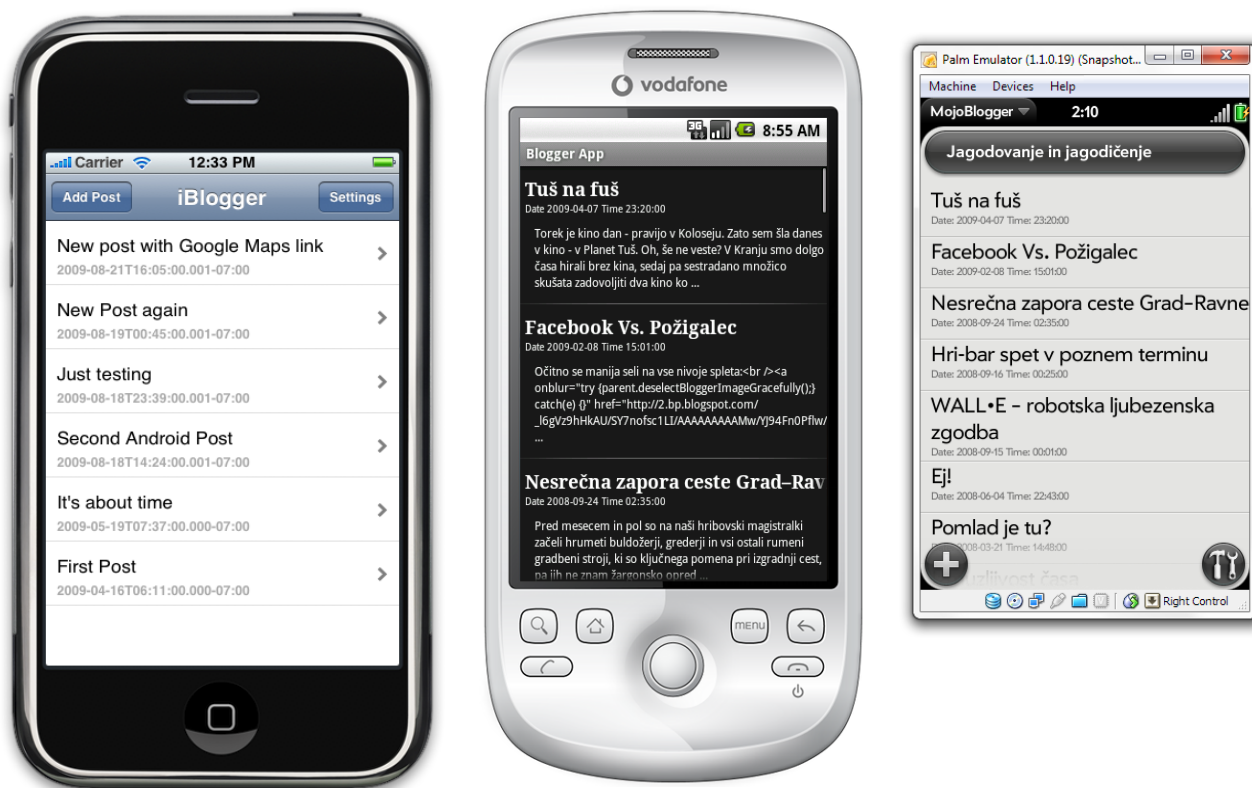 Carrier 12:33 PM
Add Post iBlogger Settings
New post with Google Maps link
2009-08-21T16:05:00.001-07:00
New Post again
2009-08-19T00:45:00.001-07:00
Just testing
2009-08-18T23:39:00.001-07:00
Second Android Post
2009-08-18T14:24:00.001-07:00
It's about time
2009-05-19T07:37:00.000-07:00
First Post
2009-04-16T06:11:00.000-07:00
vodafone
3G 8:55 AM
Blogger App
Tuš na fuš
Date 2009-04-07 Time 23:20:00
Torek je kino dan - pravijo v Koloseju. Zato sem šla danes
v kino - v Planet Tuš. Oh, še ne veste? V Kranju smo dolgo
časa hirali brez kina, sedaj pa sestradano množico
skušata zadovoljiti dva kino ko ...
Facebook Vs. Požigalec
Date 2009-02-08 Time 15:01:00
Očitno se manija seli na vse nivoje spleta:<br /><a
onblur="try {parent.deselectBloggerImageGracefully();}
catch(e) {}" href="http://2.bp.blogspot.com/
_l6gVz9hHkAU/SY7nofsc1LI/AAAAAAAAAMw/YJ94Fn0Pflw/
...
Nesrečna zapora ceste Grad–Rav
Date 2008-09-24 Time 02:35:00
Pred mesecem in pol so na naši hribovski magistralki
začeli hrumeti buldožerji, grederji in vsi ostali rumeni
gradbeni stroji, ki so ključnega pomena pri izgradnji cest,
pa jih ne znam žargonsko opred ...
MENU
Palm Emulator (1.1.0.19) (Snapshot...
Machine Devices Help
MojoBlogger 2:10
Jagodovanje in jagodičenje
Tuš na fuš
Date: 2009-04-07 Time: 23:20:00
Facebook Vs. Požigalec
Date: 2009-02-08 Time: 15:01:00
Nesrečna zapora ceste Grad–Ravne
Date: 2008-09-24 Time: 02:35:00
Hri-bar spet v poznem terminu
Date: 2008-09-16 Time: 00:25:00
WALL•E – robotska ljubezenska
zgodba
Date: 2008-09-15 Time: 00:01:00
Ej!
Date: 2008-06-04 Time: 22:43:00
Pomlad je tu?
2008-03-21 Time: 14:48:00
časa
Right Control